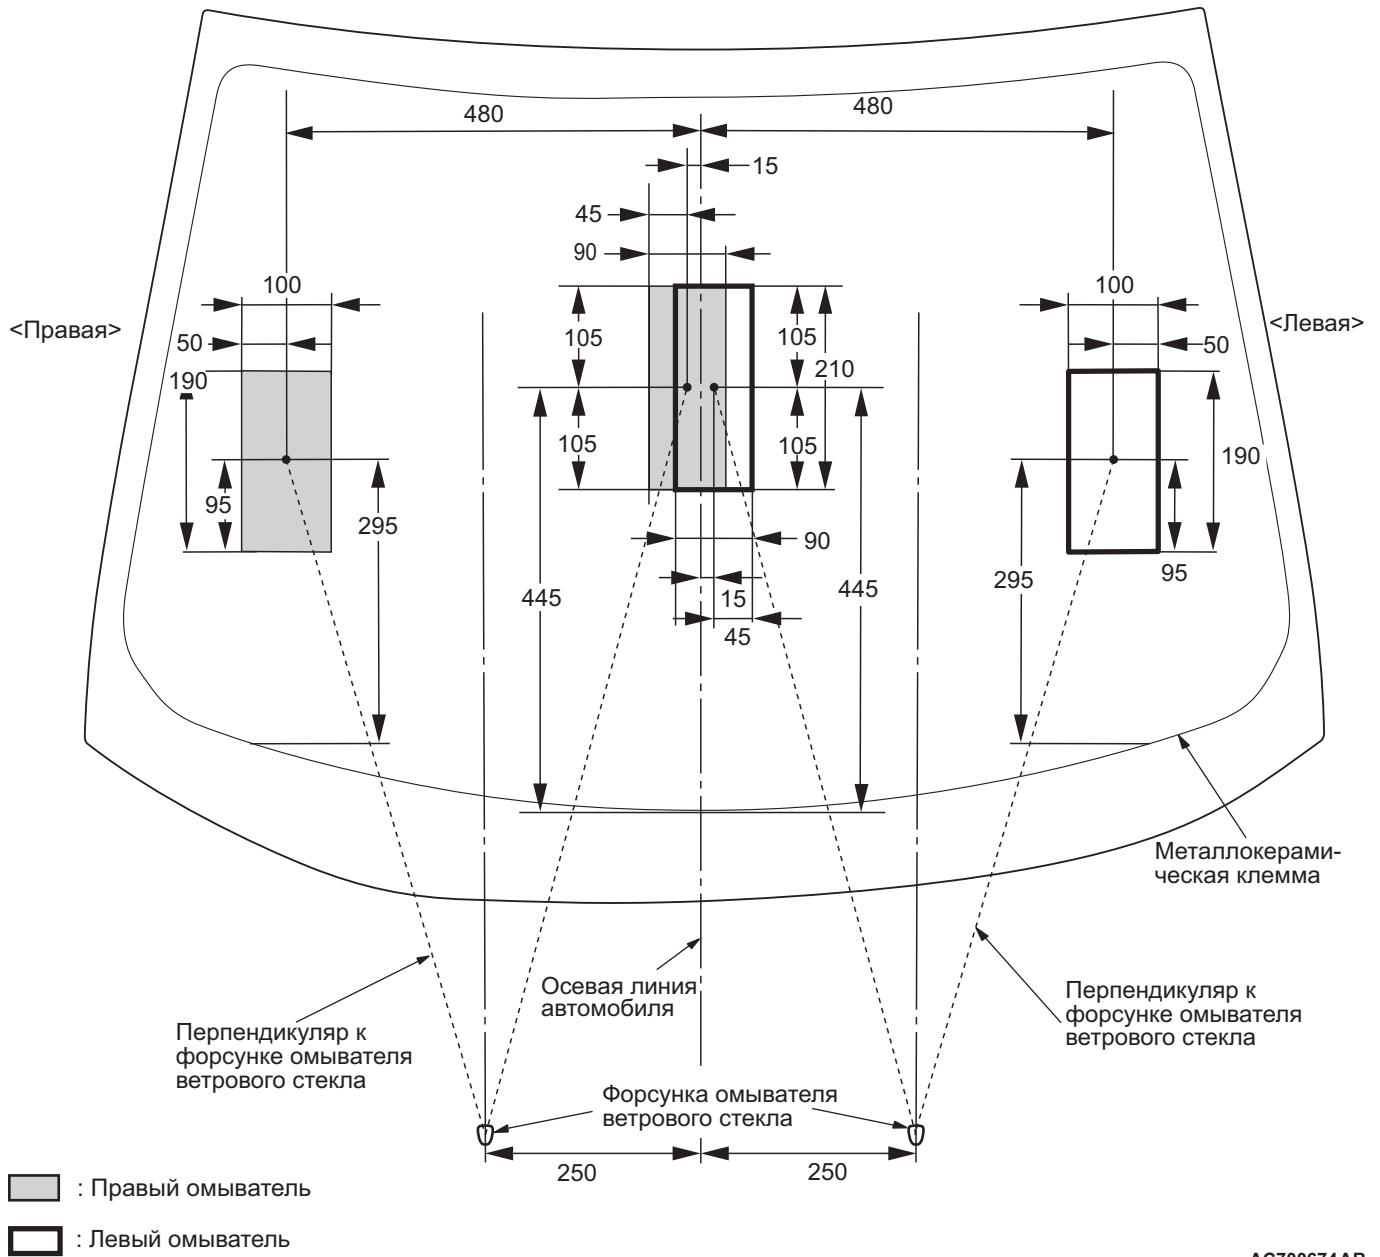 480
480
15
45
90
100
100
<Правая>
<Левая>
50
50
105
105
210
190
105
105
190
95
295
90
295
95
445
15
445
45
Металлокерами-
ческая клемма
Осевая линия
автомобиля
Перпендикуляр к
форсунке омывателя
ветрового стекла
Перпендикуляр к
форсунке омывателя
ветрового стекла
Форсунка омывателя
ветрового стекла
250
250
: Правый омыватель
: Левый омыватель